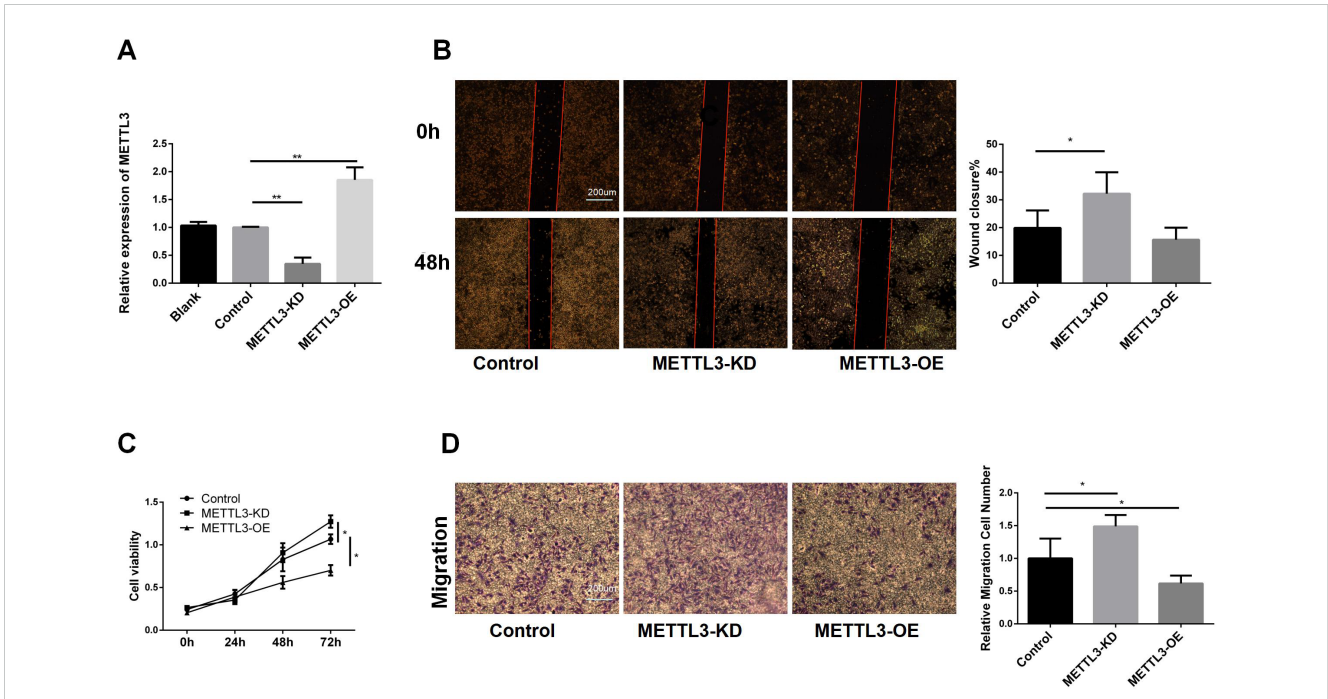 A
Relative expression of METTL3
2.5
2.0
1.5
1.0
0.5
0.0
**
**
Blank
Control
METTL3-KD
METTL3-OE
B
0h
48h
200um
Control
METTL3-KD
METTL3-OE
Wound closure%
50
40
30
20
10
0
*
Control
METTL3-KD
METTL3-OE
C
Cell viability
1.5
1.0
0.5
0.0
Control
METTL3-KD
METTL3-OE
*
*
0h
24h
48h
72h
D
Migration
200um
Control
METTL3-KD
METTL3-OE
Relative Migration Cell Number
2.0
1.5
1.0
0.5
0.0
*
*
Control
METTL3-KD
METTL3-OE